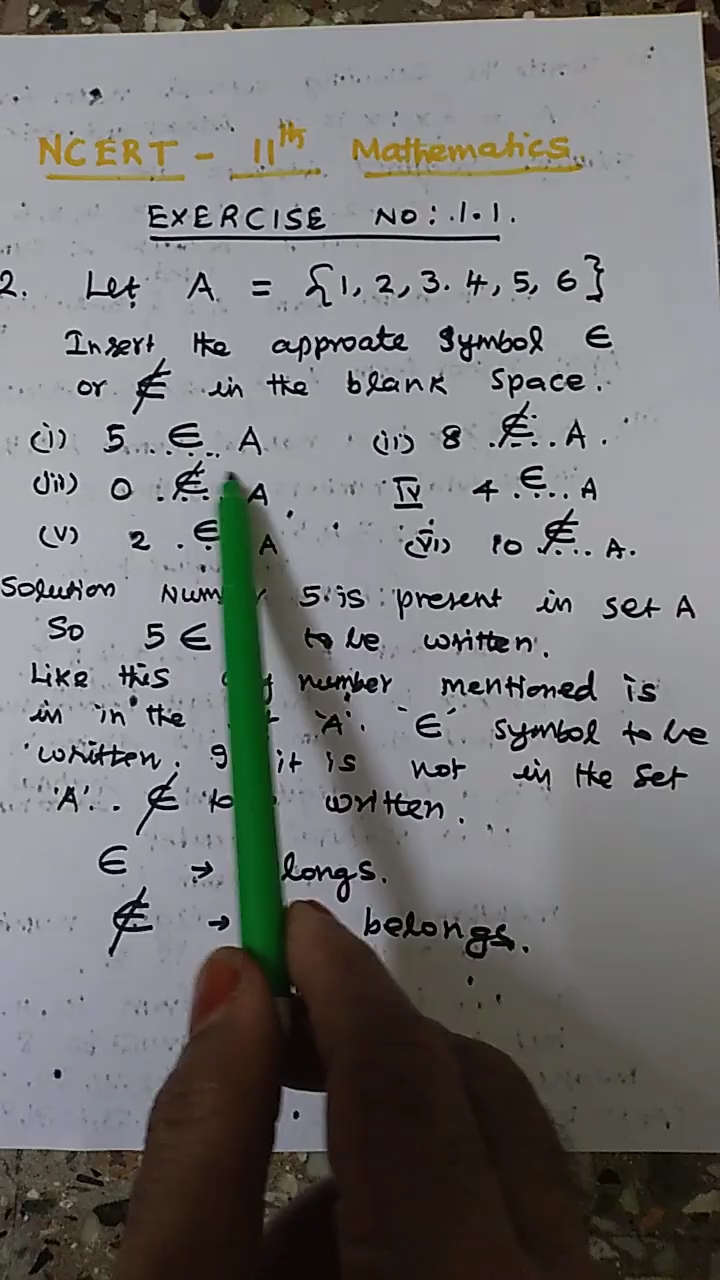 NCERT - 11th Mathematics
EXERCISE NO: 1.1.
2. Let A = {1, 2, 3. 4, 5, 6}
Insert the approate Symbol ∈
or ∉ in the blank space.
(i) 5 ...∈... A (ii) 8 .∉... A.
(iii) 0 .∉.. A IV 4 .∈... A
(v) 2 .∈ A (vi) 10 ∉... A.
Solution 5 is present in set A
So 5 ∈ to be written.
Like this number mentioned is
in in the 'A'. '∈' symbol to be
written. it is not in the set
'A'. ∉ written.
∈ →
∉ → belongs.